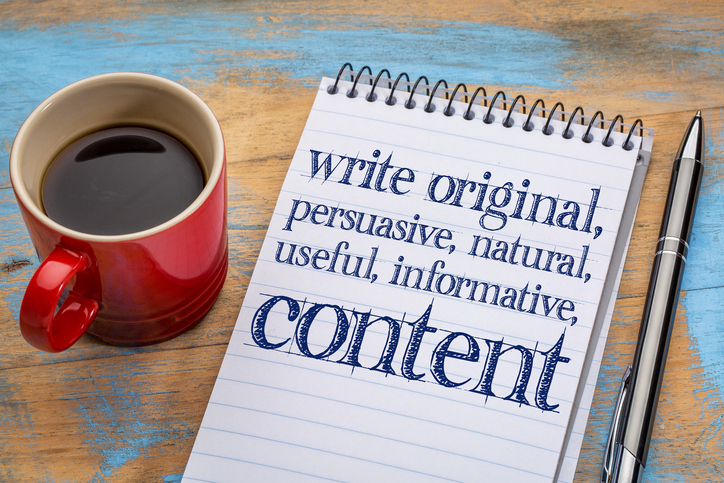 write original,
persuasive, natural,
useful, informative,
content